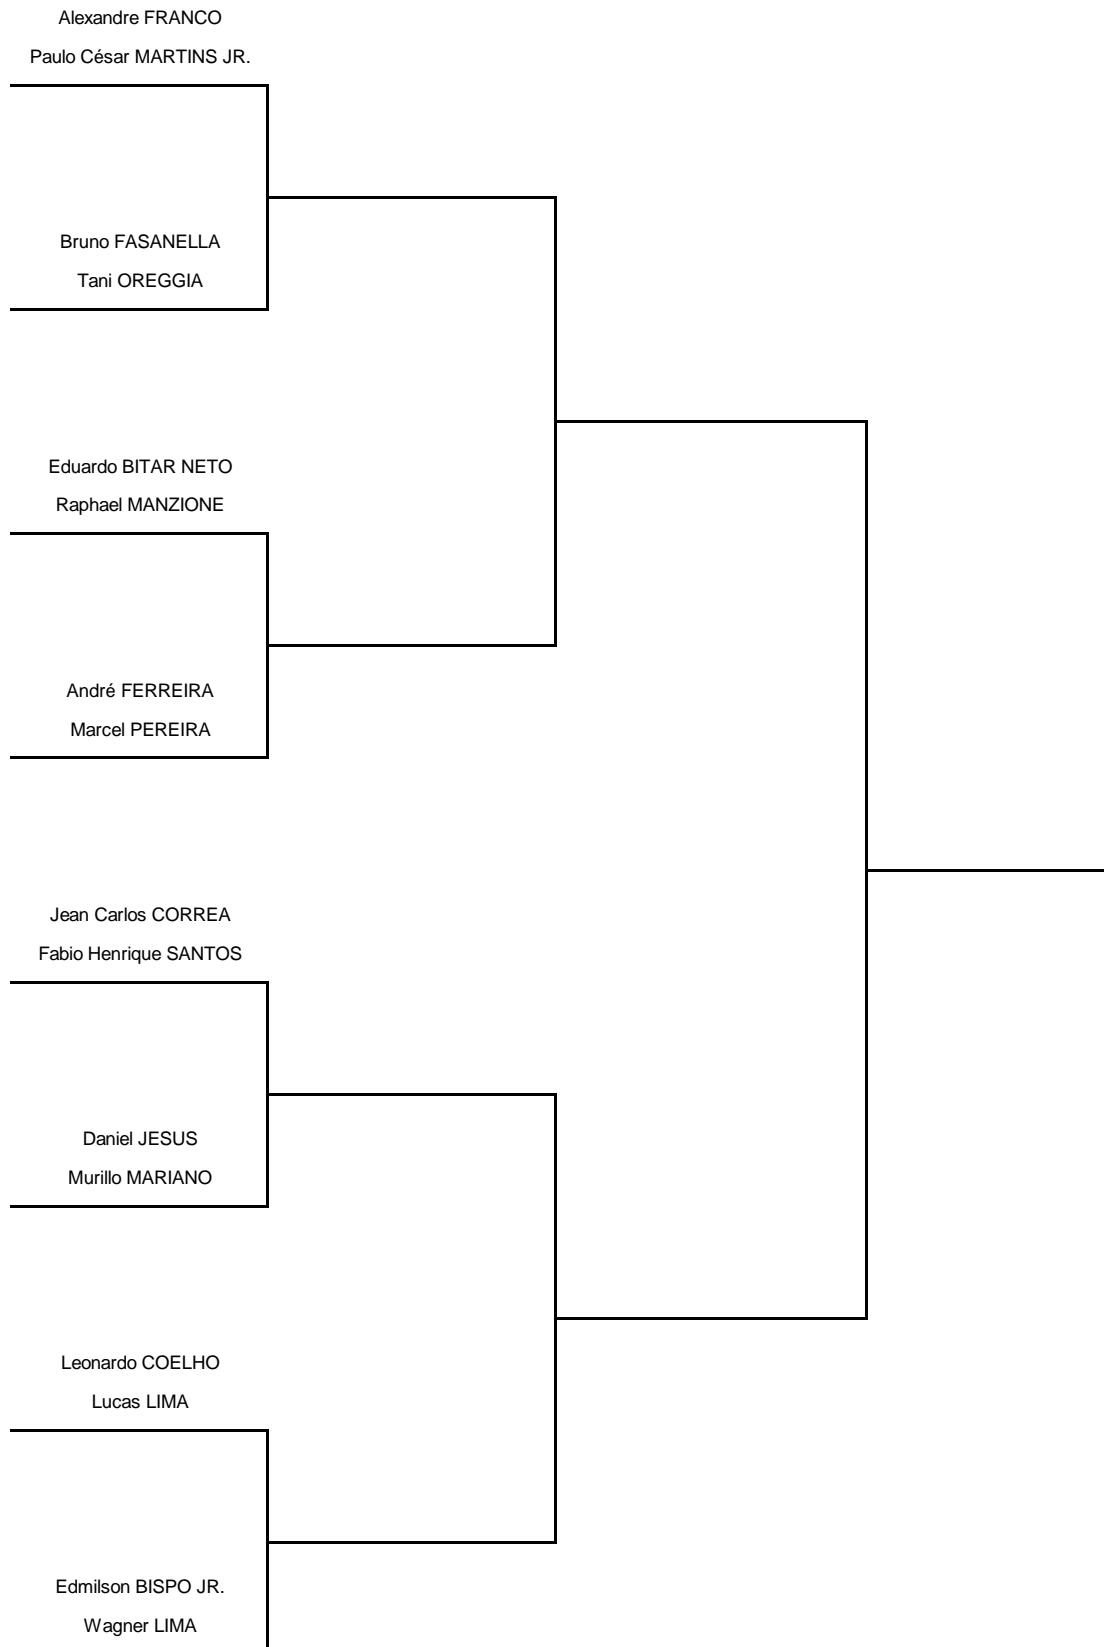 Alexandre FRANCO
Paulo César MARTINS JR.
Bruno FASANELLA
Tani OREGGIA
Eduardo BITAR NETO
Raphael MANZIONE
André FERREIRA
Marcel PEREIRA
Jean Carlos CORREA
Fabio Henrique SANTOS
Daniel JESUS
Murillo MARIANO
Leonardo COELHO
Lucas LIMA
Edmilson BISPO JR.
Wagner LIMA